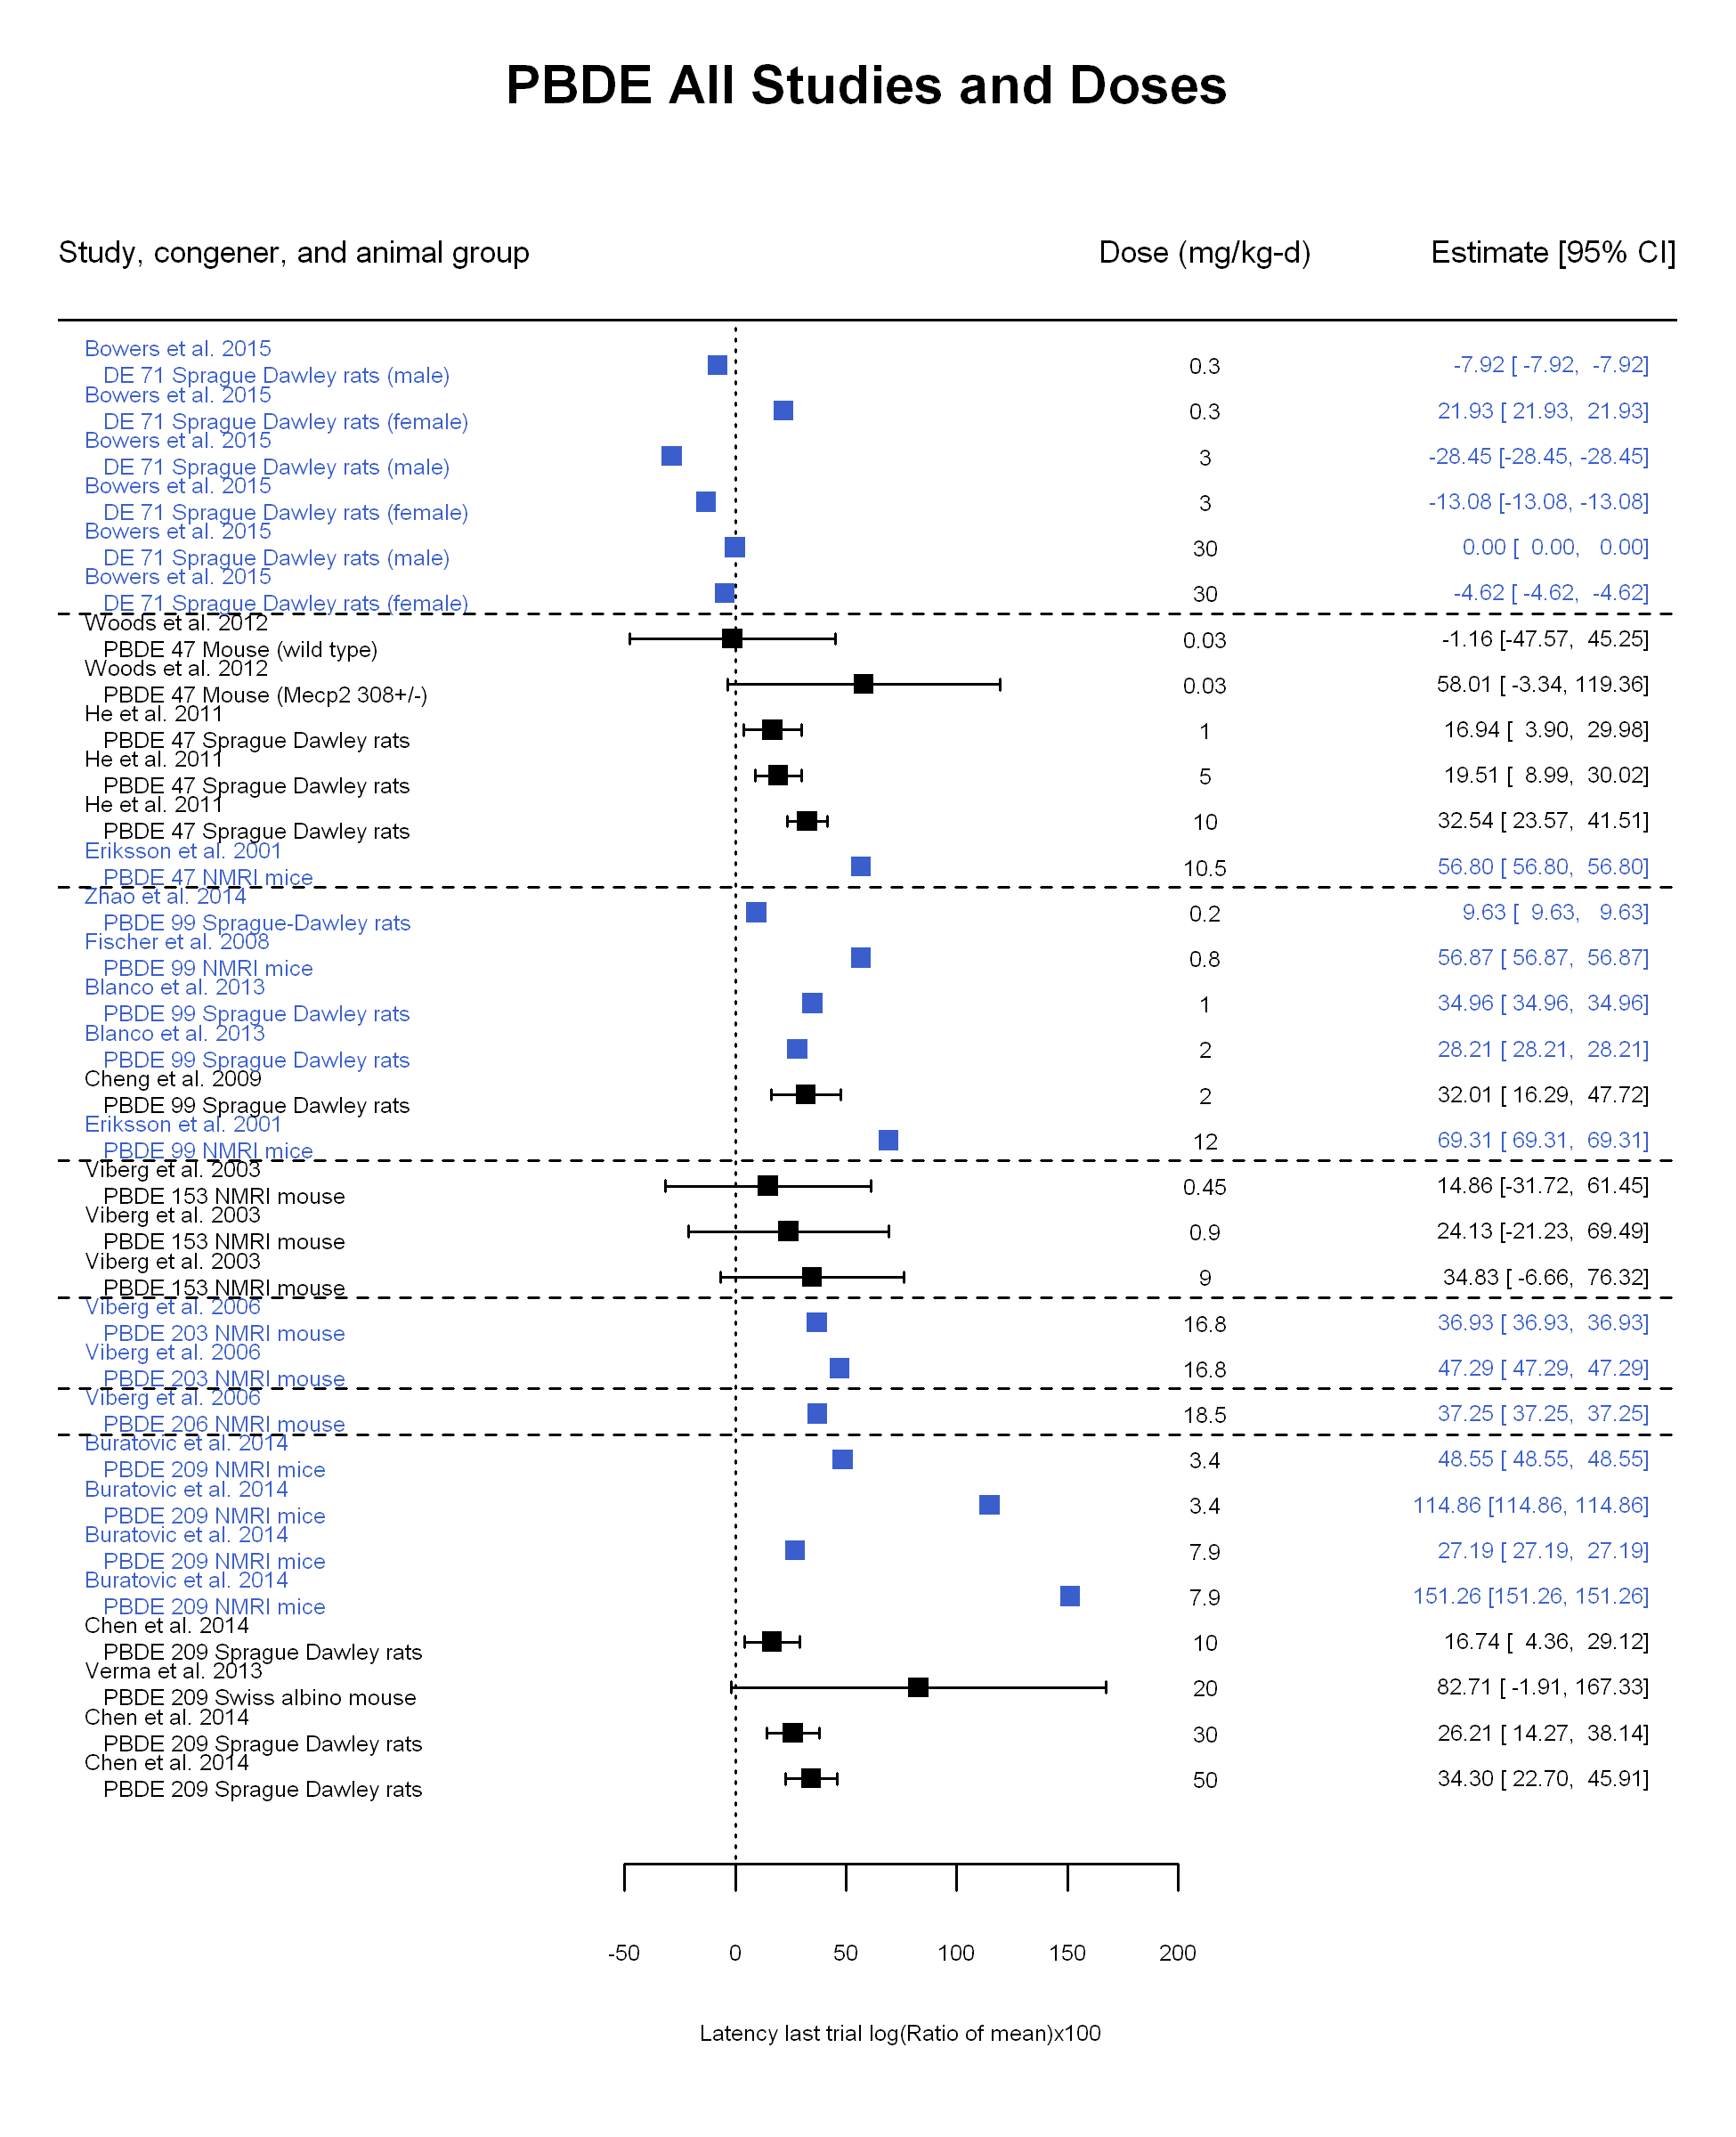 PBDE All Studies and Doses
Study, congener, and animal group Dose (mg/kg-d) Estimate [95% CI]
Bowers et al. 2015
DE 71 Sprague Dawley rats (male) 0.3 -7.92 [ -7.92, -7.92]
Bowers et al. 2015
DE 71 Sprague Dawley rats (female) 0.3 21.93 [ 21.93, 21.93]
Bowers et al. 2015
DE 71 Sprague Dawley rats (male) 3 -28.45 [-28.45, -28.45]
Bowers et al. 2015
DE 71 Sprague Dawley rats (female) 3 -13.08 [-13.08, -13.08]
Bowers et al. 2015
DE 71 Sprague Dawley rats (male) 30 0.00 [ 0.00, 0.00]
Bowers et al. 2015
DE 71 Sprague Dawley rats (female) 30 -4.62 [ -4.62, -4.62]
Woods et al. 2012
PBDE 47 Mouse (wild type) 0.03 -1.16 [-47.57, 45.25]
Woods et al. 2012
PBDE 47 Mouse (Mecp2 308+/-) 0.03 58.01 [ -3.34, 119.36]
He et al. 2011
PBDE 47 Sprague Dawley rats 1 16.94 [ 3.90, 29.98]
He et al. 2011
PBDE 47 Sprague Dawley rats 5 19.51 [ 8.99, 30.02]
He et al. 2011
PBDE 47 Sprague Dawley rats 10 32.54 [ 23.57, 41.51]
Eriksson et al. 2001
PBDE 47 NMRI mice 10.5 56.80 [ 56.80, 56.80]
Zhao et al. 2014
PBDE 99 Sprague-Dawley rats 0.2 9.63 [ 9.63, 9.63]
Fischer et al. 2008
PBDE 99 NMRI mice 0.8 56.87 [ 56.87, 56.87]
Blanco et al. 2013
PBDE 99 Sprague Dawley rats 1 34.96 [ 34.96, 34.96]
Blanco et al. 2013
PBDE 99 Sprague Dawley rats 2 28.21 [ 28.21, 28.21]
Cheng et al. 2009
PBDE 99 Sprague Dawley rats 2 32.01 [ 16.29, 47.72]
Eriksson et al. 2001
PBDE 99 NMRI mice 12 69.31 [ 69.31, 69.31]
Viberg et al. 2003
PBDE 153 NMRI mouse 0.45 14.86 [-31.72, 61.45]
Viberg et al. 2003
PBDE 153 NMRI mouse 0.9 24.13 [-21.23, 69.49]
Viberg et al. 2003
PBDE 153 NMRI mouse 9 34.83 [ -6.66, 76.32]
Viberg et al. 2006
PBDE 203 NMRI mouse 16.8 36.93 [ 36.93, 36.93]
Viberg et al. 2006
PBDE 203 NMRI mouse 16.8 47.29 [ 47.29, 47.29]
Viberg et al. 2006
PBDE 206 NMRI mouse 18.5 37.25 [ 37.25, 37.25]
Buratovic et al. 2014
PBDE 209 NMRI mice 3.4 48.55 [ 48.55, 48.55]
Buratovic et al. 2014
PBDE 209 NMRI mice 3.4 114.86 [114.86, 114.86]
Buratovic et al. 2014
PBDE 209 NMRI mice 7.9 27.19 [ 27.19, 27.19]
Buratovic et al. 2014
PBDE 209 NMRI mice 7.9 151.26 [151.26, 151.26]
Chen et al. 2014
PBDE 209 Sprague Dawley rats 10 16.74 [ 4.36, 29.12]
Verma et al. 2013
PBDE 209 Swiss albino mouse 20 82.71 [ -1.91, 167.33]
Chen et al. 2014
PBDE 209 Sprague Dawley rats 30 26.21 [ 14.27, 38.14]
Chen et al. 2014
PBDE 209 Sprague Dawley rats 50 34.30 [ 22.70, 45.91]
-50 0 50 100 150 200
Latency last trial log(Ratio of mean)x100